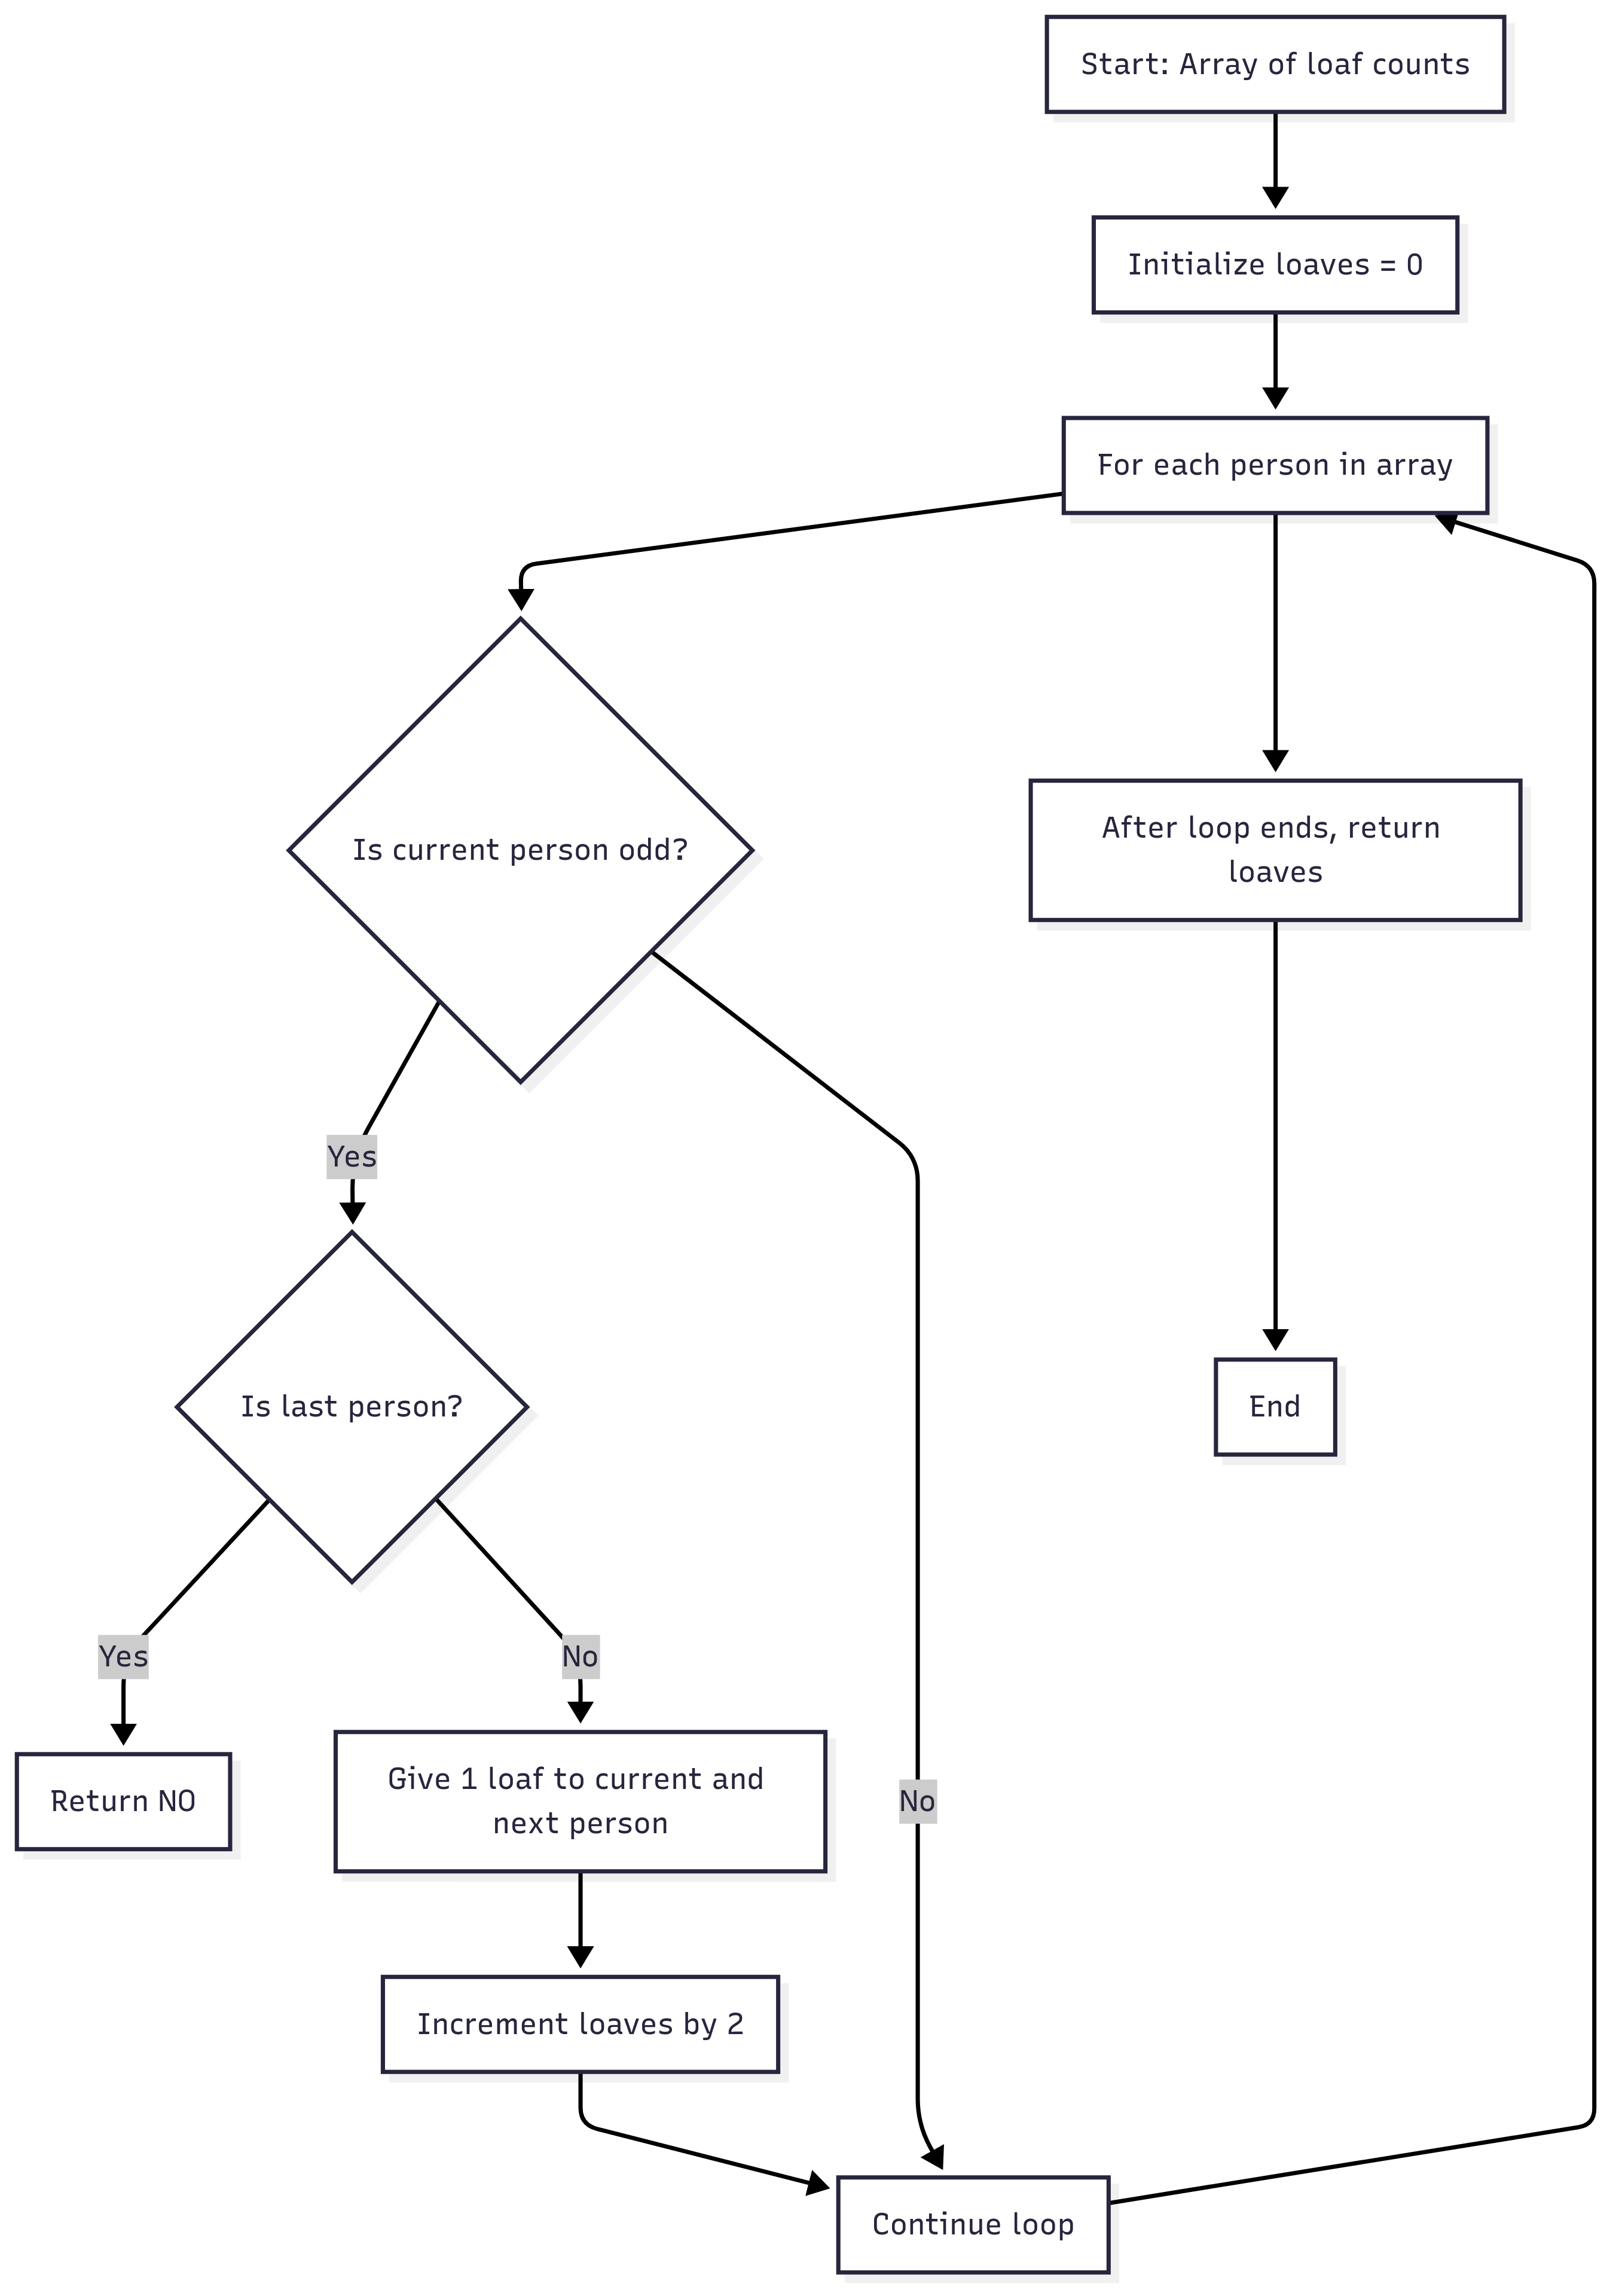 Start: Array of loaf counts
Initialize loaves = 0
For each person in array
Is current person odd?
After loop ends, return
loaves
Yes
Is last person?
End
Yes
No
Return NO
Give 1 loaf to current and
next person
No
Increment loaves by 2
Continue loop